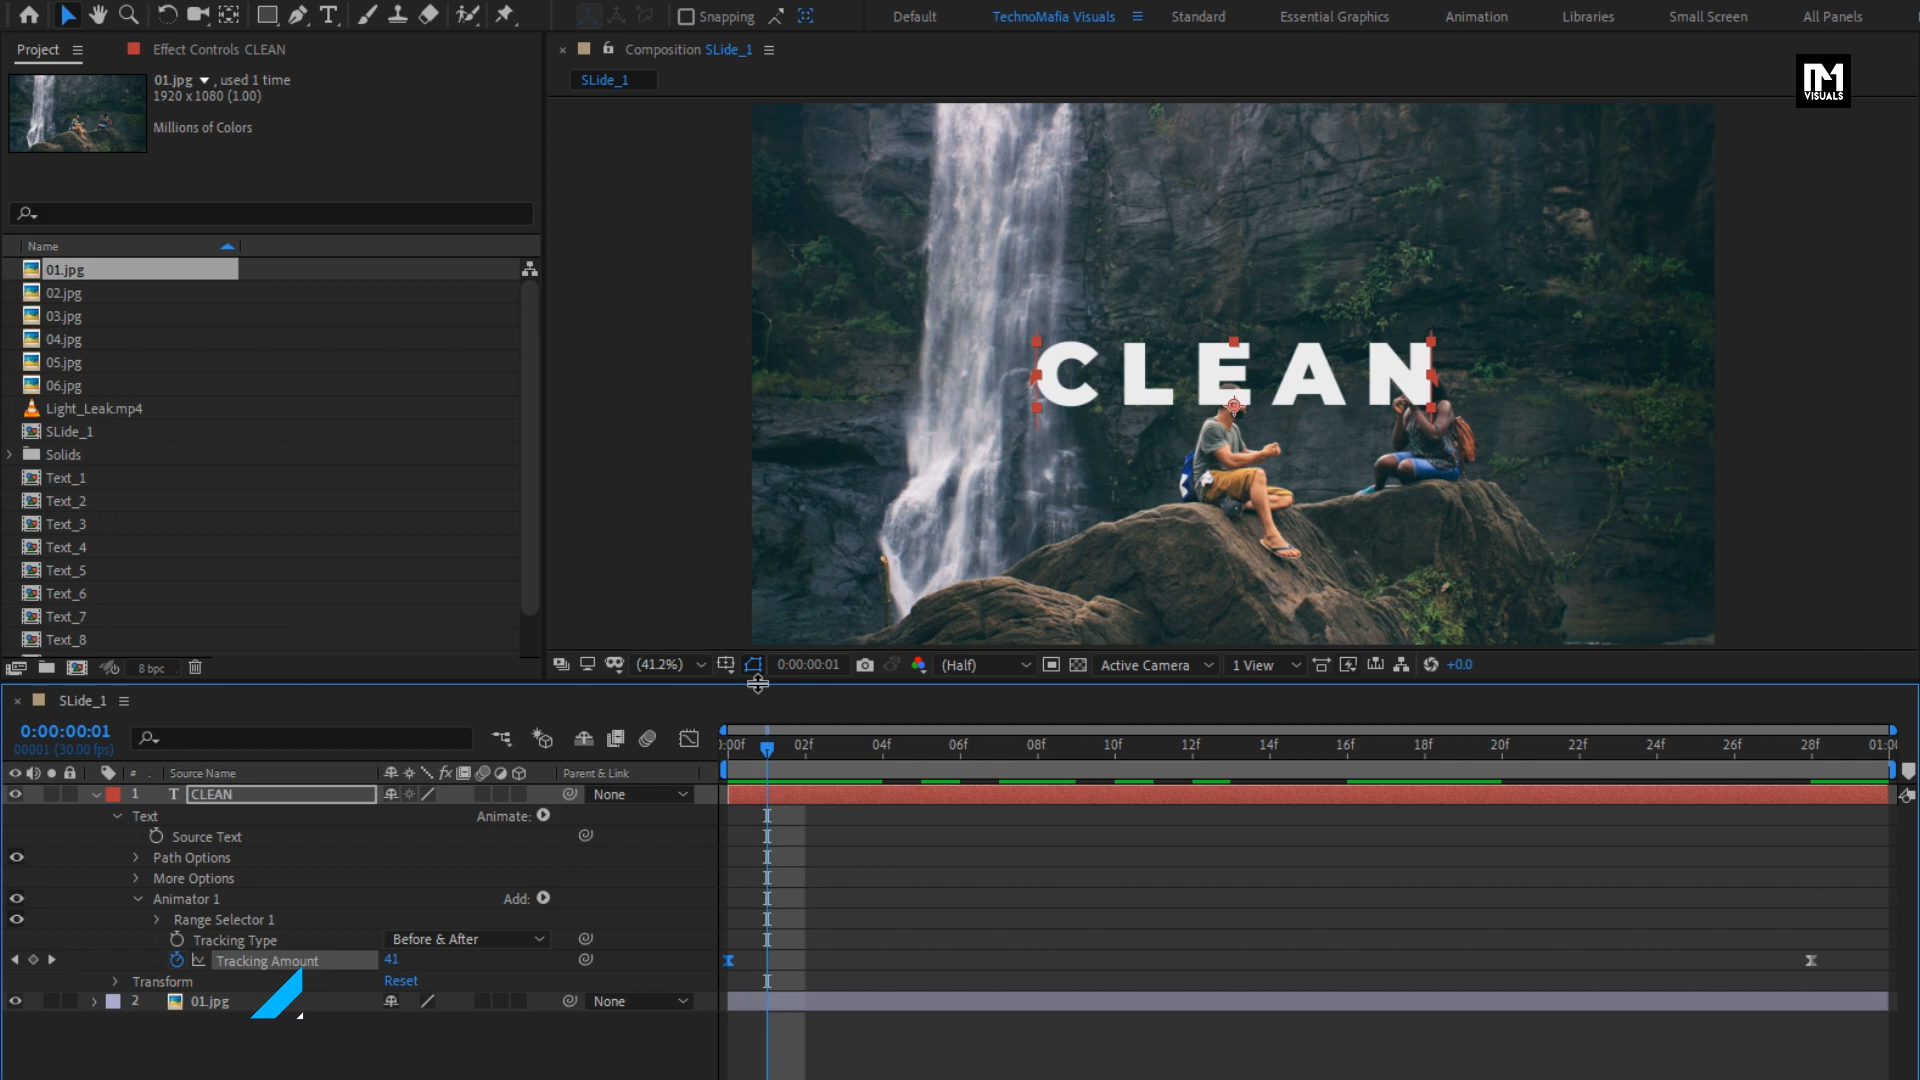 Snapping
Default
TechnoMafia Visuals
Standard
Essential Graphics
Animation
Libraries
Small Screen
All Panels
Project
Effect Controls CLEAN
01.jpg , used 1 time
1920 x 1080 (1.00)
Millions of Colors
Composition SLide_1
SLide_1
VISUALS
Name
01.jpg
02.jpg
03.jpg
04.jpg
05.jpg
06.jpg
Light_Leak.mp4
SLide_1
Solids
Text_1
Text_2
Text_3
Text_4
Text_5
Text_6
Text_7
Text_8
CLEAN
8 bpc
(41.2%)
0:00:00:01
(Half)
Active Camera
1 View
+0.0
SLide_1
0:00:00:01
00001 (30.00 fps)
:00f 02f 04f 06f 08f 10f 12f 14f 16f 18f 20f 22f 24f 26f 28f 01:0
# Source Name fx Parent & Link
1 T CLEAN None
Text Animate:
Source Text
Path Options
More Options
Animator 1 Add:
Range Selector 1
Tracking Type Before & After
Tracking Amount 41
Transform Reset
2 01.jpg None